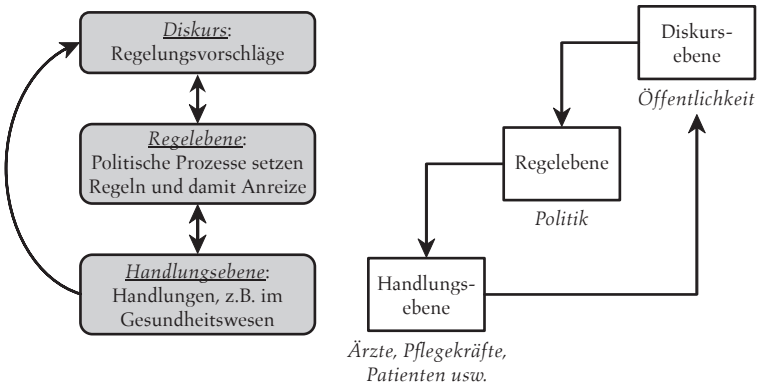 Diskurs:
Regelungsvorschläge
Regelebene:
Politische Prozesse setzen
Regeln und damit Anreize
Handlungsebene:
Handlungen, z.B. im
Gesundheitswesen
Diskurs-
ebene
Öffentlichkeit
Regelebene
Politik
Handlungs-
ebene
Ärzte, Pflegekräfte,
Patienten usw.